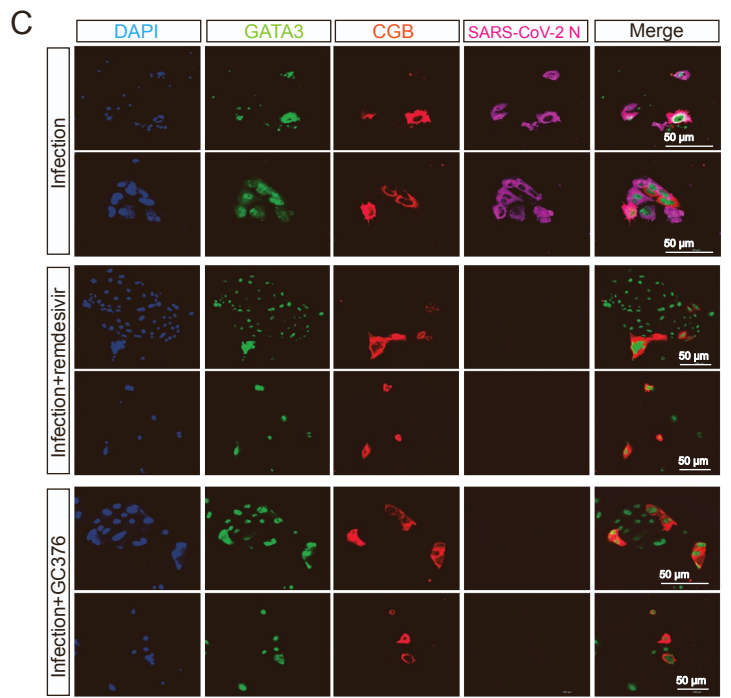 C
DAPI GATA3 CGB SARS-CoV-2 N Merge
Infection
50 µm
50 µm
Infection+remdesivir
50 µm
50 µm
Infection+GC376
50 µm
50 µm